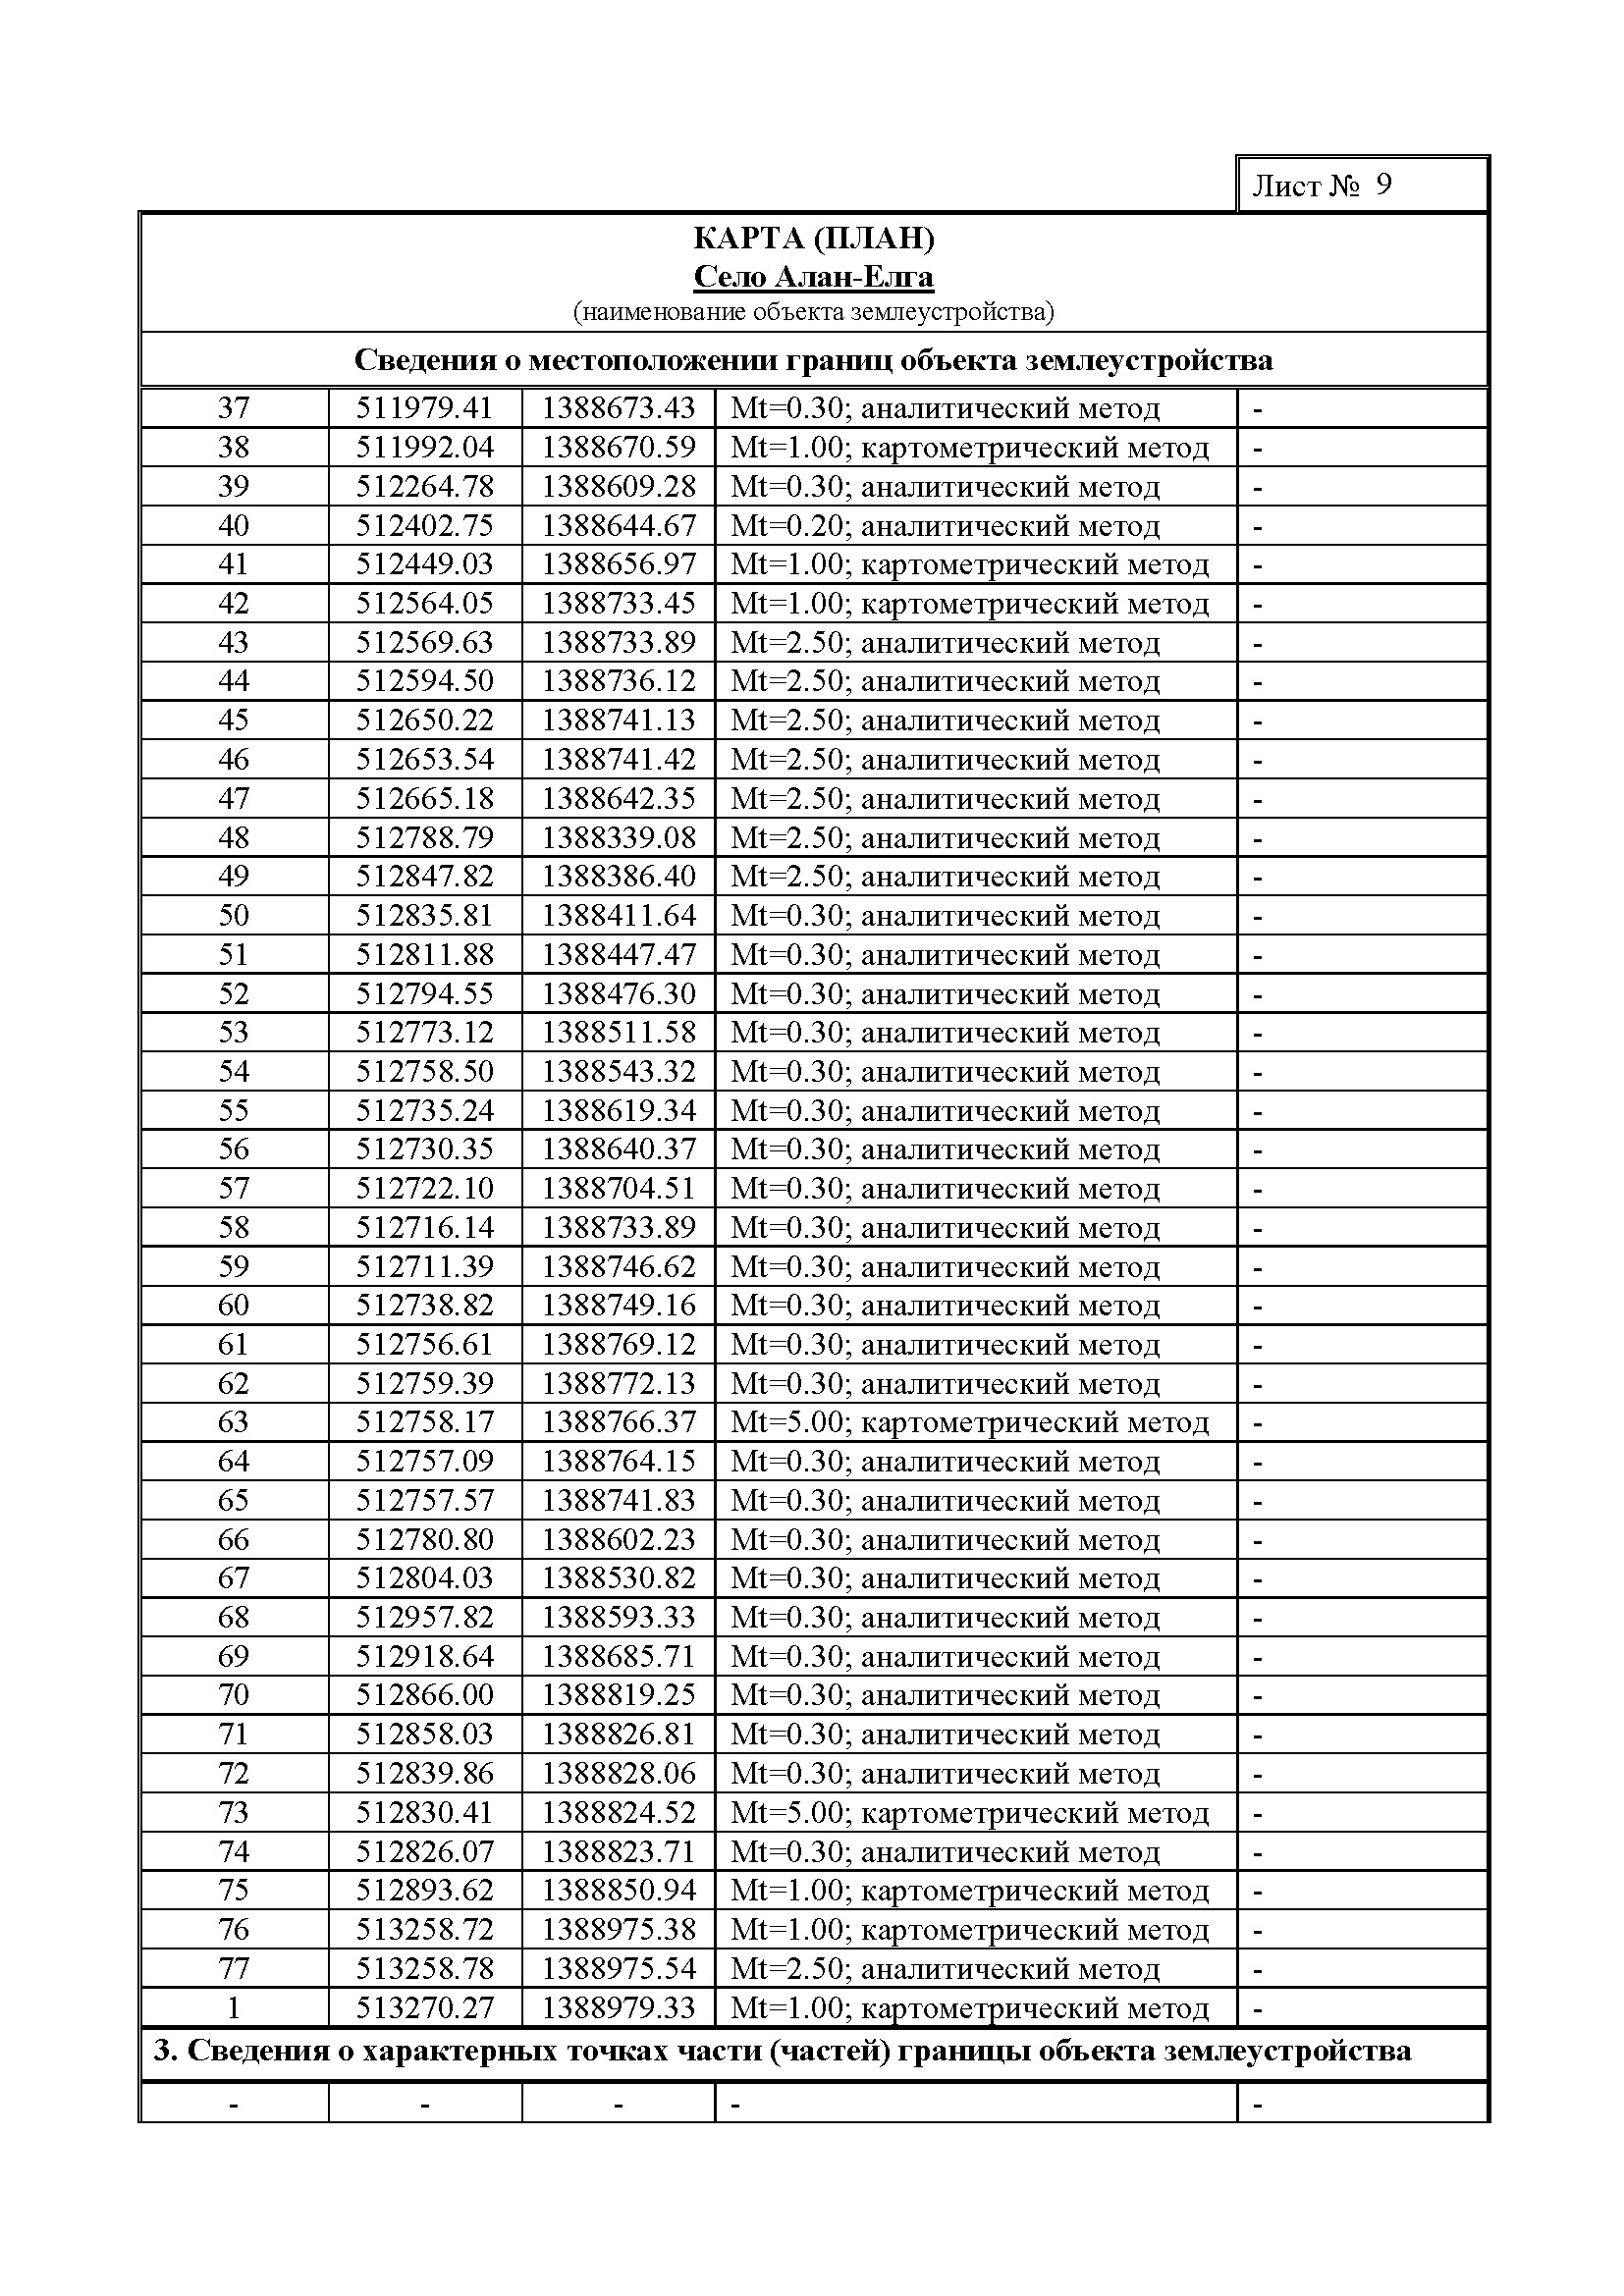 Лист № 9
КАРТА (ПЛАН)
Село Алан-Елга
(наименование объекта землеустройства)
Сведения о местоположении границ объекта землеустройства
37 511979.41 1388673.43 Mt=0.30; аналитический метод -
38 511992.04 1388670.59 Mt=1.00; картометрический метод -
39 512264.78 1388609.28 Mt=0.30; аналитический метод -
40 512402.75 1388644.67 Mt=0.20; аналитический метод -
41 512449.03 1388656.97 Mt=1.00; картометрический метод -
42 512564.05 1388733.45 Mt=1.00; картометрический метод -
43 512569.63 1388733.89 Mt=2.50; аналитический метод -
44 512594.50 1388736.12 Mt=2.50; аналитический метод -
45 512650.22 1388741.13 Mt=2.50; аналитический метод -
46 512653.54 1388741.42 Mt=2.50; аналитический метод -
47 512665.18 1388642.35 Mt=2.50; аналитический метод -
48 512788.79 1388339.08 Mt=2.50; аналитический метод -
49 512847.82 1388386.40 Mt=2.50; аналитический метод -
50 512835.81 1388411.64 Mt=0.30; аналитический метод -
51 512811.88 1388447.47 Mt=0.30; аналитический метод -
52 512794.55 1388476.30 Mt=0.30; аналитический метод -
53 512773.12 1388511.58 Mt=0.30; аналитический метод -
54 512758.50 1388543.32 Mt=0.30; аналитический метод -
55 512735.24 1388619.34 Mt=0.30; аналитический метод -
56 512730.35 1388640.37 Mt=0.30; аналитический метод -
57 512722.10 1388704.51 Mt=0.30; аналитический метод -
58 512716.14 1388733.89 Mt=0.30; аналитический метод -
59 512711.39 1388746.62 Mt=0.30; аналитический метод -
60 512738.82 1388749.16 Mt=0.30; аналитический метод -
61 512756.61 1388769.12 Mt=0.30; аналитический метод -
62 512759.39 1388772.13 Mt=0.30; аналитический метод -
63 512758.17 1388766.37 Mt=5.00; картометрический метод -
64 512757.09 1388764.15 Mt=0.30; аналитический метод -
65 512757.57 1388741.83 Mt=0.30; аналитический метод -
66 512780.80 1388602.23 Mt=0.30; аналитический метод -
67 512804.03 1388530.82 Mt=0.30; аналитический метод -
68 512957.82 1388593.33 Mt=0.30; аналитический метод -
69 512918.64 1388685.71 Mt=0.30; аналитический метод -
70 512866.00 1388819.25 Mt=0.30; аналитический метод -
71 512858.03 1388826.81 Mt=0.30; аналитический метод -
72 512839.86 1388828.06 Mt=0.30; аналитический метод -
73 512830.41 1388824.52 Mt=5.00; картометрический метод -
74 512826.07 1388823.71 Mt=0.30; аналитический метод -
75 512893.62 1388850.94 Mt=1.00; картометрический метод -
76 513258.72 1388975.38 Mt=1.00; картометрический метод -
77 513258.78 1388975.54 Mt=2.50; аналитический метод -
1 513270.27 1388979.33 Mt=1.00; картометрический метод -
3. Сведения о характерных точках части (частей) границы объекта землеустройства
- - - - -